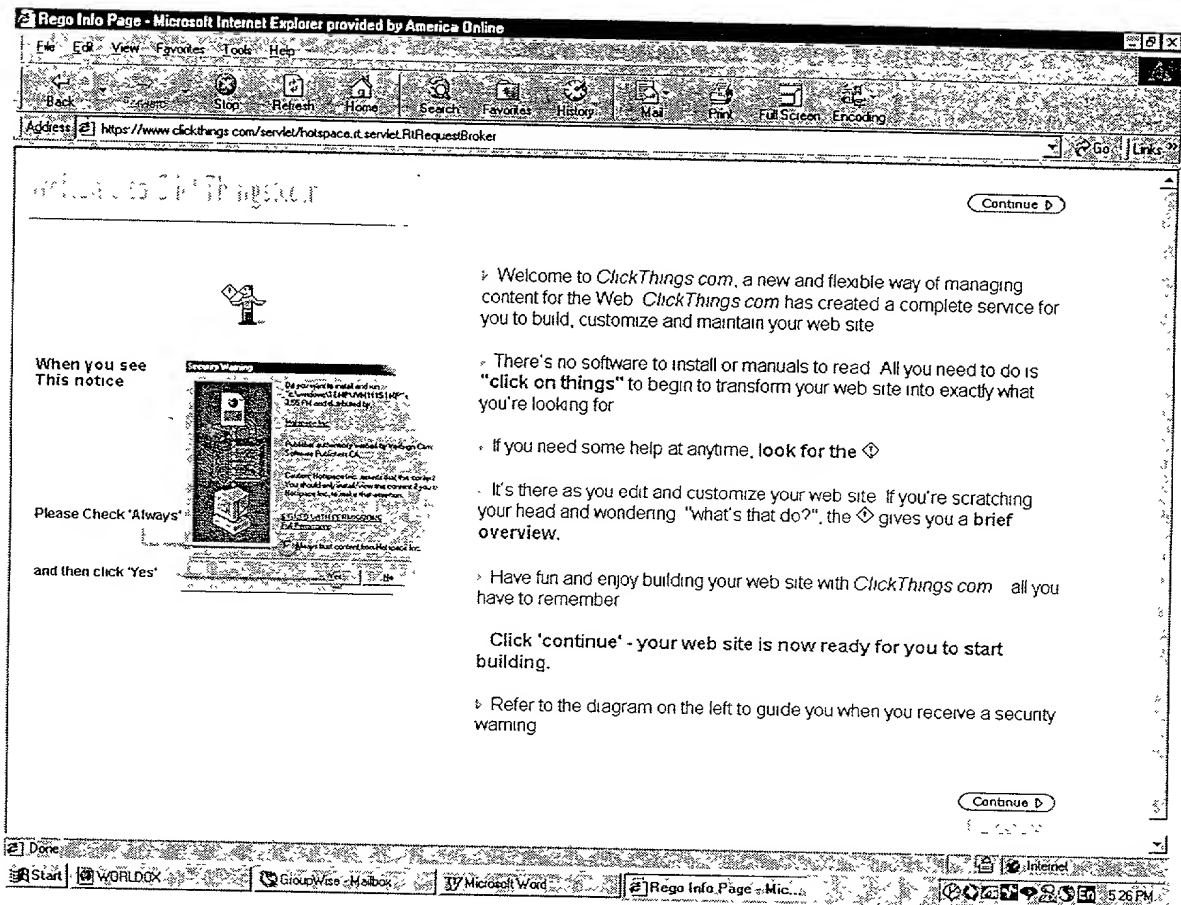 Rego Info Page - Microsoft Internet Explorer provided by America Online
File Edit View Favorites Tools Help
Back Stop Refresh Home Search Favorites History Mail Print Full Screen Encoding
Address https://www clickthings com/servlet/hotspace.rt.servlet.RtRequestBroker Go Links »
Continue
Welcome to ClickThings com, a new and flexible way of managing
content for the Web ClickThings com has created a complete service for
you to build, customize and maintain your web site
When you see
This notice
Security Warning
There's no software to install or manuals to read All you need to do is
"click on things" to begin to transform your web site into exactly what
you're looking for
If you need some help at anytime, look for the
It's there as you edit and customize your web site If you're scratching
your head and wondering "what's that do?", the gives you a brief
overview.
Please Check 'Always'
Always trust content from Hotspace Inc.
and then click 'Yes'
Yes No
Have fun and enjoy building your web site with ClickThings com all you
have to remember
Click 'continue' - your web site is now ready for you to start
building.
Refer to the diagram on the left to guide you when you receive a security
warning
Continue
Done Internet
Start WORLDOX GroupWise - Mailbox Microsoft Word Rego Info Page - Mic... En 5 26 PM